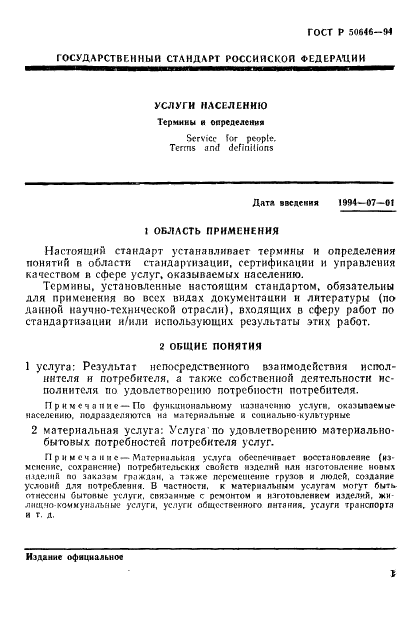 ГОСТ Р 50646—94
ГОСУДАРСТВЕННЫЙ СТАНДАРТ РОССИЙСКОЙ ФЕДЕРАЦИИ
УСЛУГИ НАСЕЛЕНИЮ
Термины и определения
Service for people.
Terms and definitions
Дата введения 1994—07—01
1 ОБЛАСТЬ ПРИМЕНЕНИЯ
Настоящий стандарт устанавливает термины и определения
понятий в области стандартизации, сертификации и управления
качеством в сфере услуг, оказываемых населению.
Термины, установленные настоящим стандартом, обязательны
для применения во всех видах документации и литературы (по
данной научно-технической отрасли), входящих в сферу работ по
стандартизации и/или использующих результаты этих работ.
2 ОБЩИЕ ПОНЯТИЯ
1 услуга: Результат непосредственного взаимодействия испол-
нителя и потребителя, а также собственной деятельности ис-
полнителя по удовлетворению потребности потребителя.
Примечание — По функциональному назначению услуги, оказываемые
населению, подразделяются на материальные и социально-культурные
2 материальная услуга: Услуга по удовлетворению материально-
бытовых потребностей потребителя услуг.
Примечание — Материальная услуга обеспечивает восстановление (из-
менение, сохранение) потребительских свойств изделий или изготовление новых
изделий по заказам граждан, а также перемещение грузов и людей, создание
условий для потребления. В частности, к материальным услугам могут быть
отнесены бытовые услуги, связанные с ремонтом и изготовлением изделий, жи-
лищно-коммунальные услуги, услуги общественного питания, услуги транспорта
и т. д.
Издание официальное
1